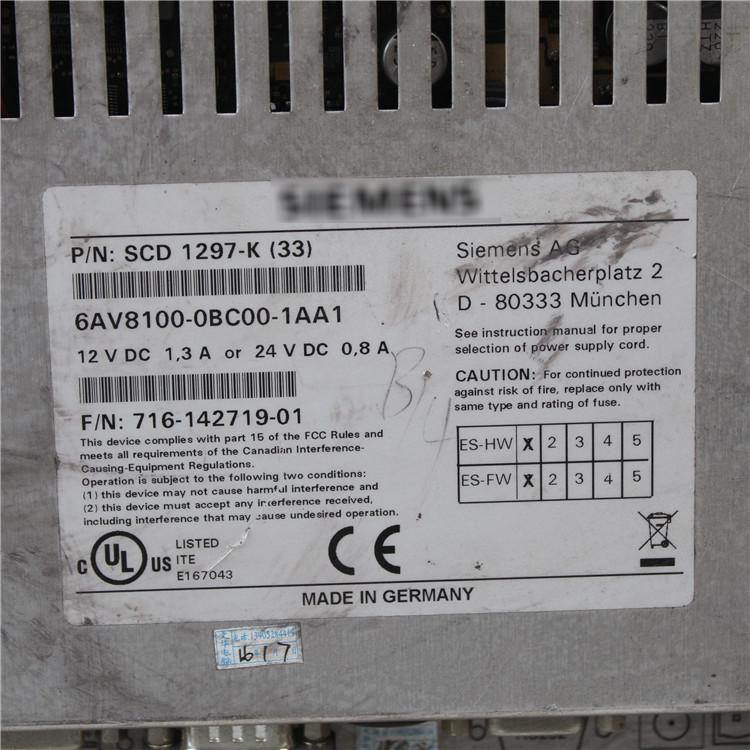 SIEMENS
P/N: SCD 1297-K (33)
6AV8100-0BC00-1AA1
12 V DC 1,3 A or 24 V DC 0,8 A
F/N: 716-142719-01
This device complies with part 15 of the FCC Rules and
meets all requirements of the Canadian Interference-
Causing-Equipment Regulations.
Operation is subject to the following two conditions:
(1) this device may not cause harmful interference and
(2) this device must accept any interference received,
including interference that may cause undesired operation.
Siemens AG
Wittelsbacherplatz 2
D - 80333 München
See instruction manual for proper
selection of power supply cord.
CAUTION: For continued protection
against risk of fire, replace only with
same type and rating of fuse.
ES-HW X 2 3 4 5
ES-FW X 2 3 4 5
B/4
C UL US LISTED
ITE
E167043
CE
MADE IN GERMANY